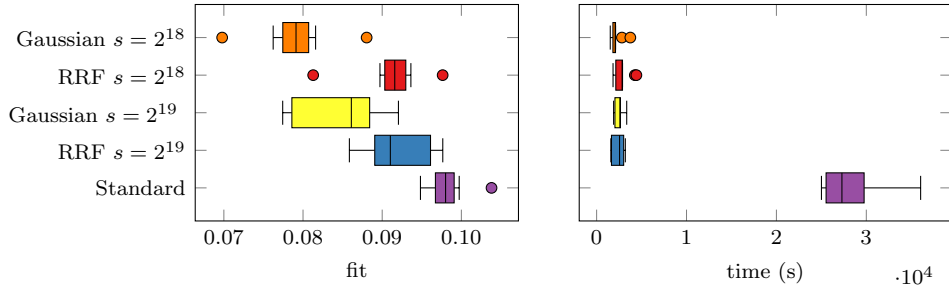 Gaussian s = 2^18
RRF s = 2^18
Gaussian s = 2^19
RRF s = 2^19
Standard
0.07 0.08 0.09 0.10
fit
0 1 2 3
·10^4
time (s)